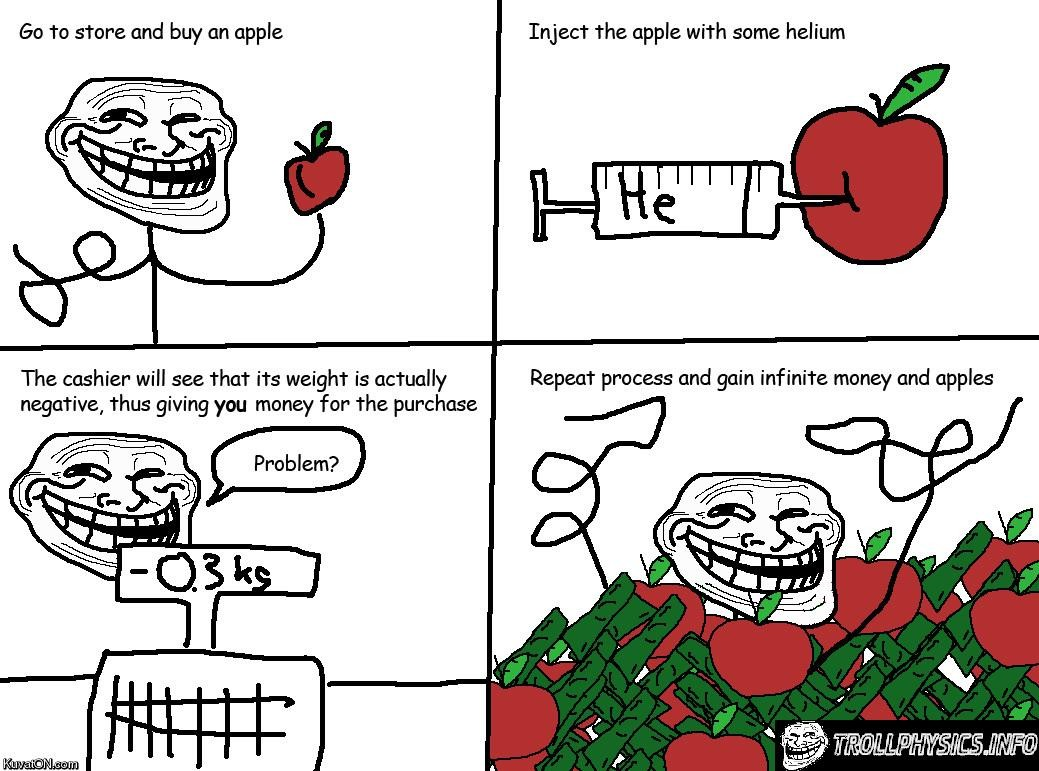 Go to store and buy an apple
Inject the apple with some helium
He
The cashier will see that its weight is actually
negative, thus giving you money for the purchase
Problem?
-0.3 kg
Repeat process and gain infinite money and apples
TROLLPHYSICS.INFO
KuvatON.com